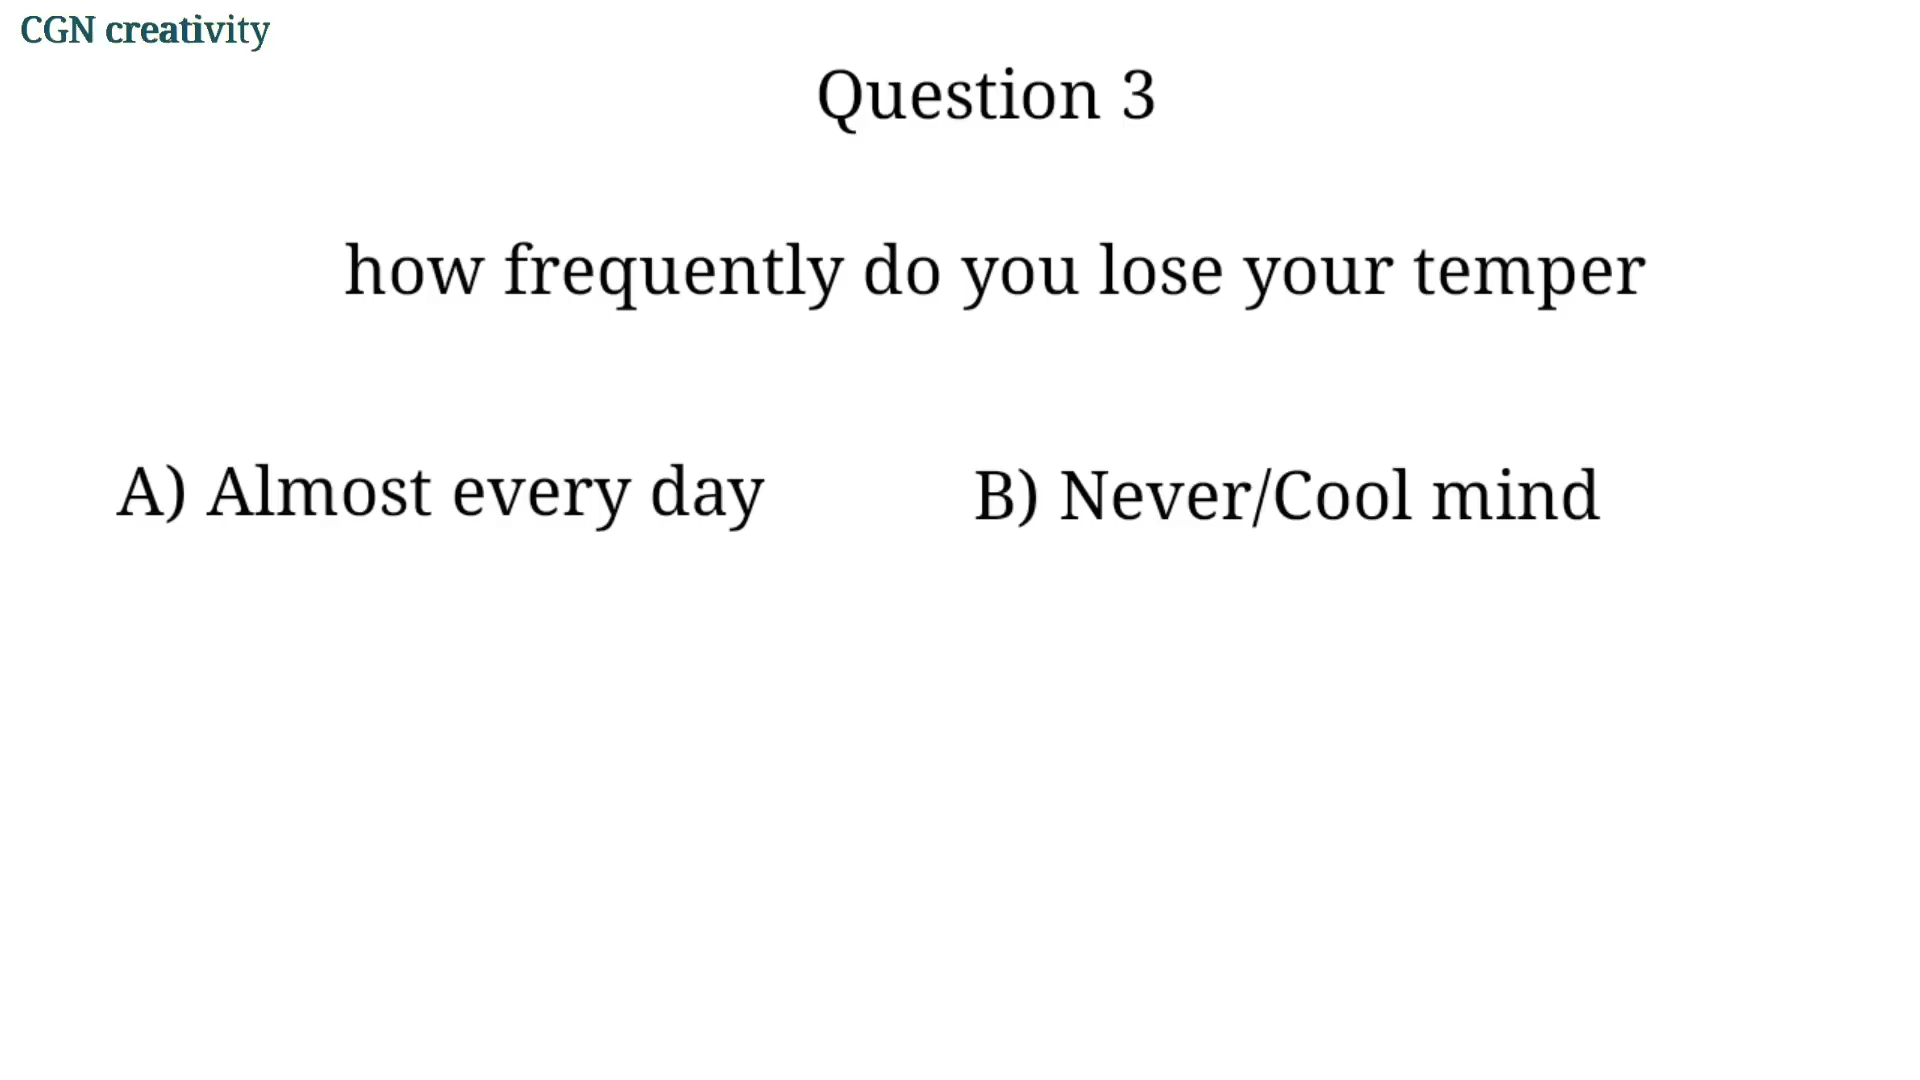 CGN creativity
Question 3
how frequently do you lose your temper
A) Almost every day B) Never/Cool mind